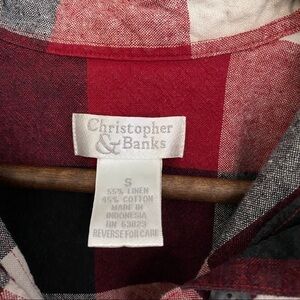 Christopher
& Banks
S
55% LINEN
45% COTTON
MADE IN
INDONESIA
RN 63829
REVERSE FOR CARE